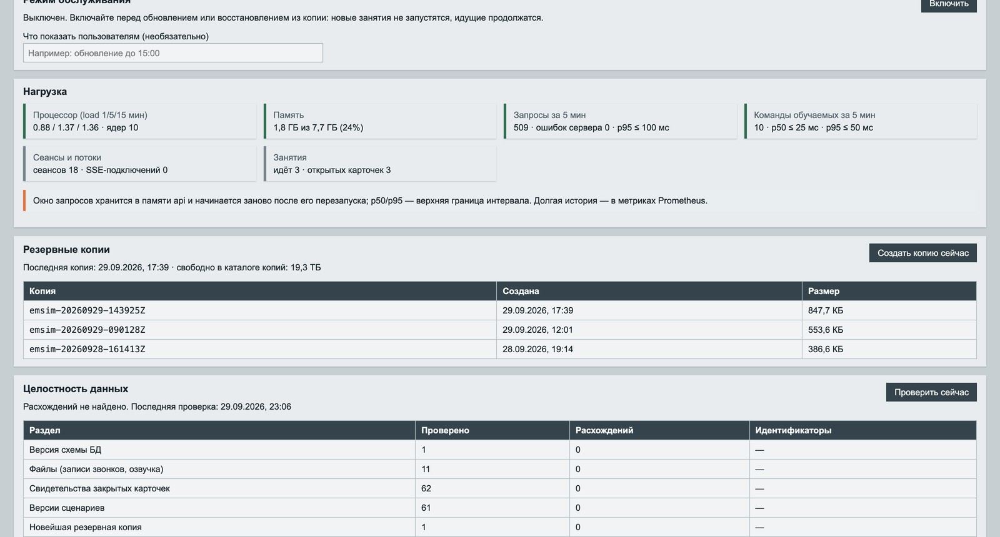 Режим обслуживания
Включить
Выключен. Включайте перед обновлением или восстановлением из копии: новые занятия не запустятся, идущие продолжатся.
Что показать пользователям (необязательно)
Например: обновление до 15:00
Нагрузка
Процессор (load 1/5/15 мин)
0.88 / 1.37 / 1.36 · ядер 10
Память
1,8 ГБ из 7,7 ГБ (24%)
Запросы за 5 мин
509 · ошибок сервера 0 · p95 ≤ 100 мс
Команды обучаемых за 5 мин
10 · p50 ≤ 25 мс · p95 ≤ 50 мс
Сеансы и потоки
сеансов 18 · SSE-подключений 0
Занятия
идёт 3 · открытых карточек 3
Окно запросов хранится в памяти api и начинается заново после его перезапуска; p50/p95 — верхняя граница интервала. Долгая история — в метриках Prometheus.
Резервные копии
Создать копию сейчас
Последняя копия: 29.09.2026, 17:39 · свободно в каталоге копий: 19,3 ТБ
Копия Создана Размер
emsim-20260929-143925Z 29.09.2026, 17:39 847,7 КБ
emsim-20260929-090128Z 29.09.2026, 12:01 553,6 КБ
emsim-20260928-161413Z 28.09.2026, 19:14 386,6 КБ
Целостность данных
Проверить сейчас
Расхождений не найдено. Последняя проверка: 29.09.2026, 23:06
Раздел Проверено Расхождений Идентификаторы
Версия схемы БД 1 0 —
Файлы (записи звонков, озвучка) 11 0 —
Свидетельства закрытых карточек 62 0 —
Версии сценариев 61 0 —
Новейшая резервная копия 1 0 —